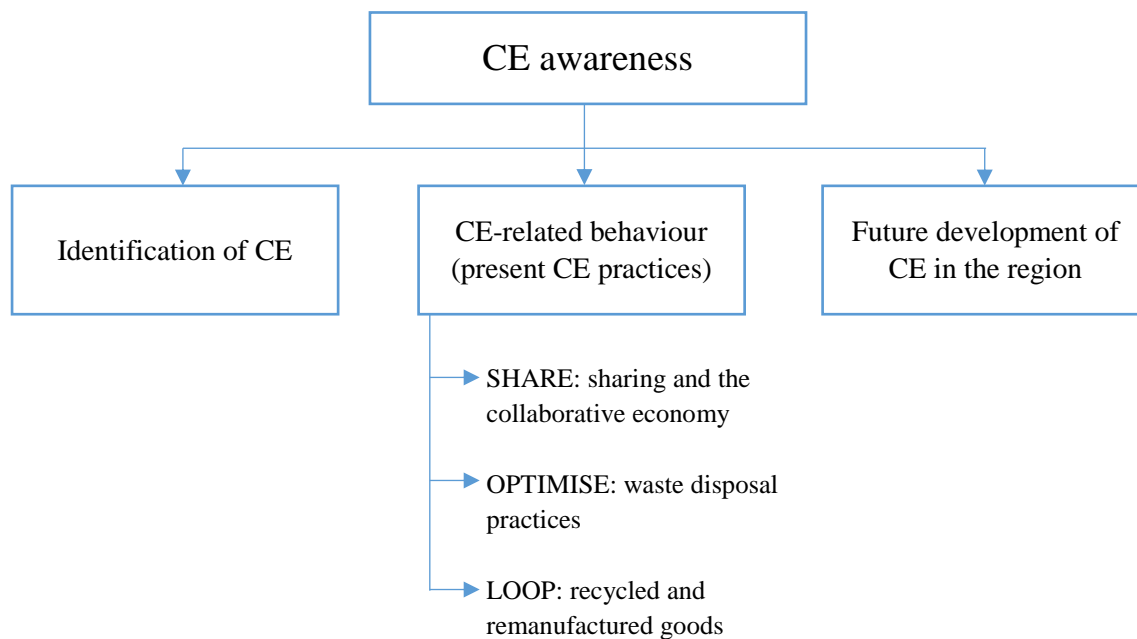 CE awareness
Identification of CE
CE-related behaviour
(present CE practices)
Future development of
CE in the region
SHARE: sharing and the
collaborative economy
OPTIMISE: waste disposal
practices
LOOP: recycled and
remanufactured goods